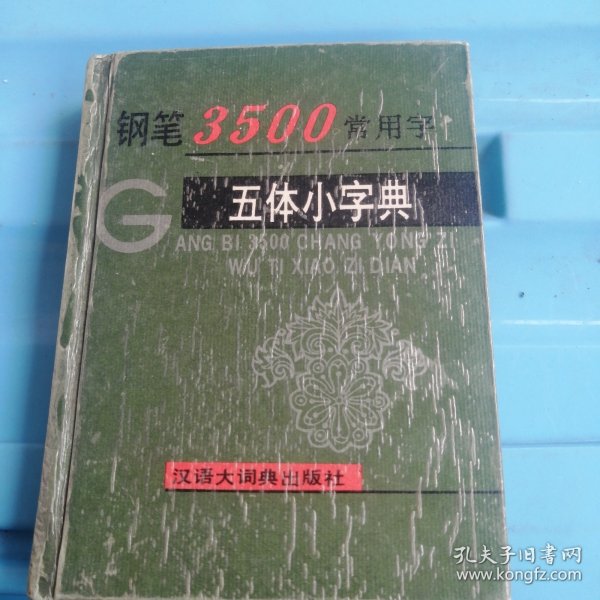 钢笔3500常用字
五体小字典
GANG BI 3500 CHANG YONG ZI
WU TI XIAO ZI DIAN
汉语大词典出版社
孔夫子旧书网
www.kongfz.com